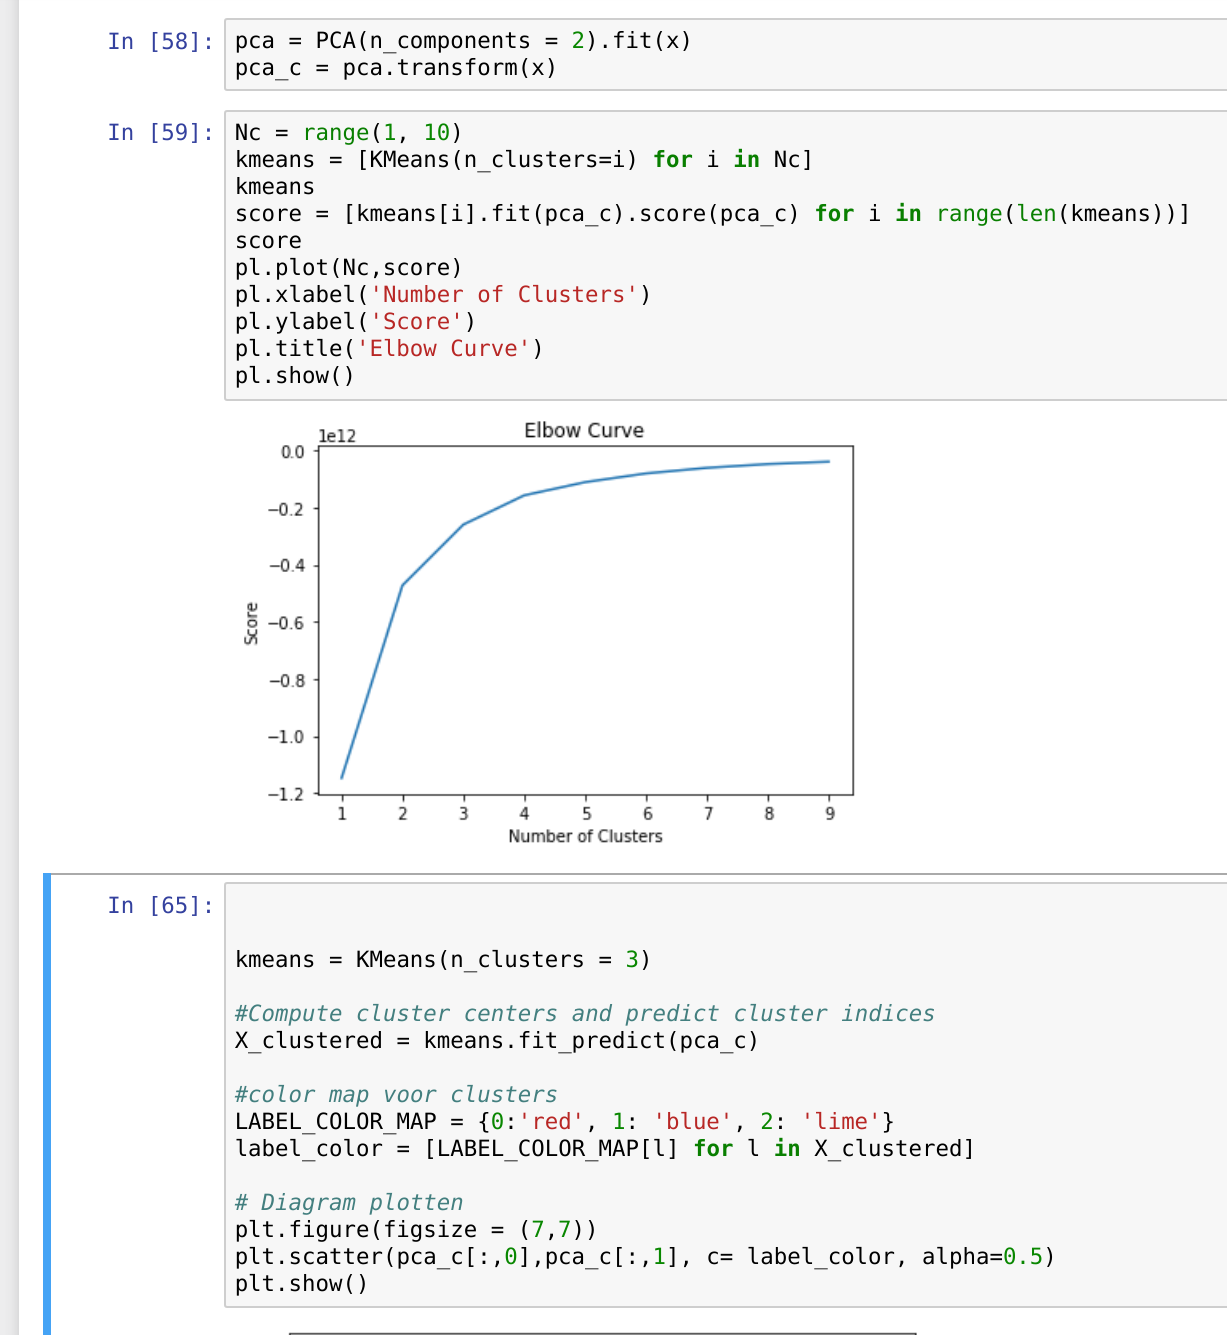 In [58]: pca = PCA(n_components = 2).fit(x)
pca_c = pca.transform(x)
In [59]: Nc = range(1, 10)
kmeans = [KMeans(n_clusters=i) for i in Nc]
kmeans
score = [kmeans[i].fit(pca_c).score(pca_c) for i in range(len(kmeans))]
score
pl.plot(Nc,score)
pl.xlabel('Number of Clusters')
pl.ylabel('Score')
pl.title('Elbow Curve')
pl.show()
Elbow Curve
1e12
0.0
−0.2
−0.4
−0.6
−0.8
−1.0
−1.2
Score
1 2 3 4 5 6 7 8 9
Number of Clusters
In [65]:
kmeans = KMeans(n_clusters = 3)
#Compute cluster centers and predict cluster indices
X_clustered = kmeans.fit_predict(pca_c)
#color map voor clusters
LABEL_COLOR_MAP = {0:'red', 1: 'blue', 2: 'lime'}
label_color = [LABEL_COLOR_MAP[l] for l in X_clustered]
# Diagram plotten
plt.figure(figsize = (7,7))
plt.scatter(pca_c[:,0],pca_c[:,1], c= label_color, alpha=0.5)
plt.show()